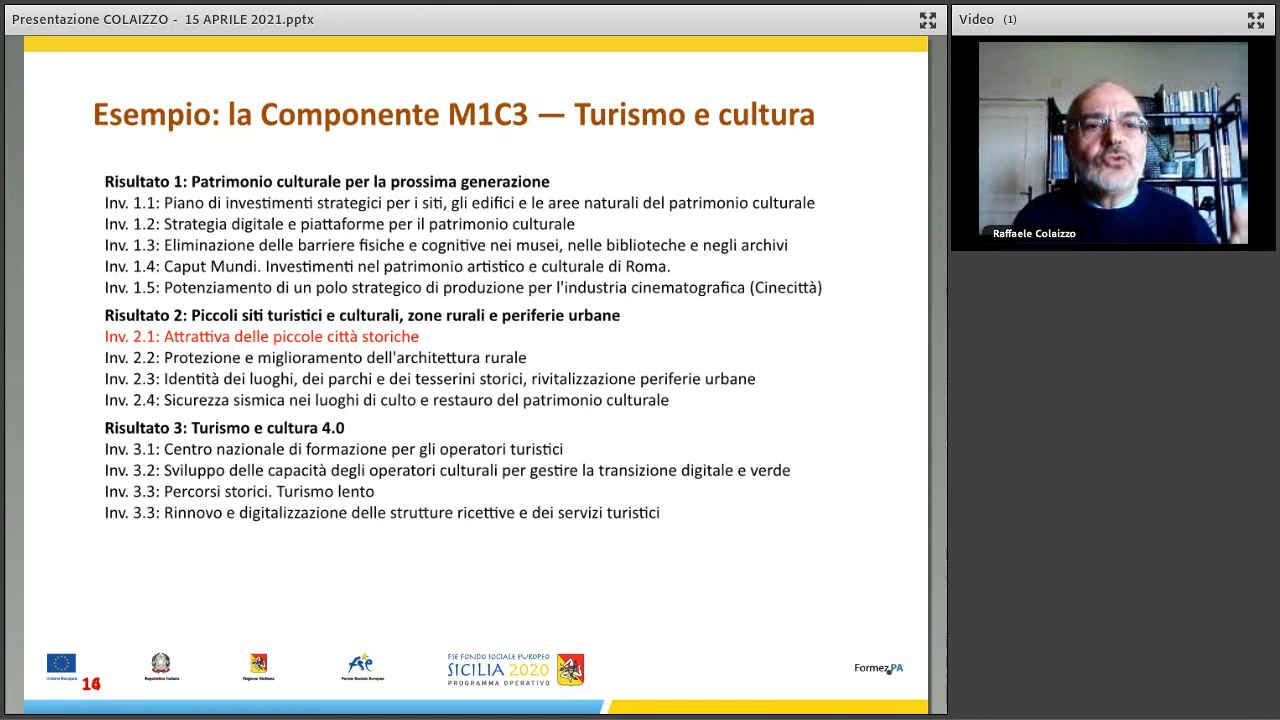 Presentazione COLAIZZO - 15 APRILE 2021.pptx
Video (1)
Esempio: la Componente M1C3 — Turismo e cultura
Risultato 1: Patrimonio culturale per la prossima generazione
Inv. 1.1: Piano di investimenti strategici per i siti, gli edifici e le aree naturali del patrimonio culturale
Inv. 1.2: Strategia digitale e piattaforme per il patrimonio culturale
Inv. 1.3: Eliminazione delle barriere fisiche e cognitive nei musei, nelle biblioteche e negli archivi
Inv. 1.4: Caput Mundi. Investimenti nel patrimonio artistico e culturale di Roma.
Inv. 1.5: Potenziamento di un polo strategico di produzione per l'industria cinematografica (Cinecittà)
Risultato 2: Piccoli siti turistici e culturali, zone rurali e periferie urbane
Inv. 2.1: Attrattiva delle piccole città storiche
Inv. 2.2: Protezione e miglioramento dell'architettura rurale
Inv. 2.3: Identità dei luoghi, dei parchi e dei tesserini storici, rivitalizzazione periferie urbane
Inv. 2.4: Sicurezza sismica nei luoghi di culto e restauro del patrimonio culturale
Risultato 3: Turismo e cultura 4.0
Inv. 3.1: Centro nazionale di formazione per gli operatori turistici
Inv. 3.2: Sviluppo delle capacità degli operatori culturali per gestire la transizione digitale e verde
Inv. 3.3: Percorsi storici. Turismo lento
Inv. 3.3: Rinnovo e digitalizzazione delle strutture ricettive e dei servizi turistici
Raffaele Colaizzo
Unione Europea
Repubblica Italiana
Regione Siciliana
fse
Fondo Sociale Europeo
FSE FONDO SOCIALE EUROPEO
SICILIA 2020
PROGRAMMA OPERATIVO
FormezPA